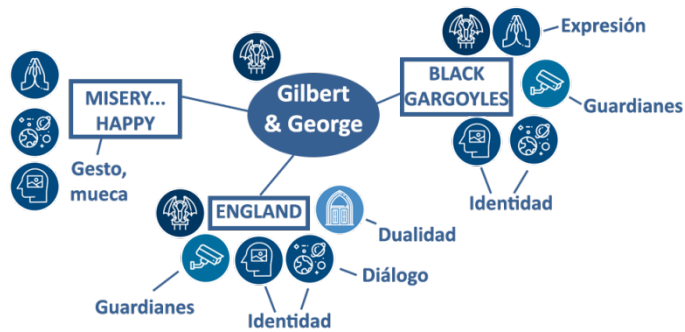 Gilbert
& George
MISERY...
HAPPY
Gesto,
mueca
BLACK
GARGOYLES
Expresión
Guardianes
Identidad
ENGLAND
Dualidad
Diálogo
Guardianes
Identidad